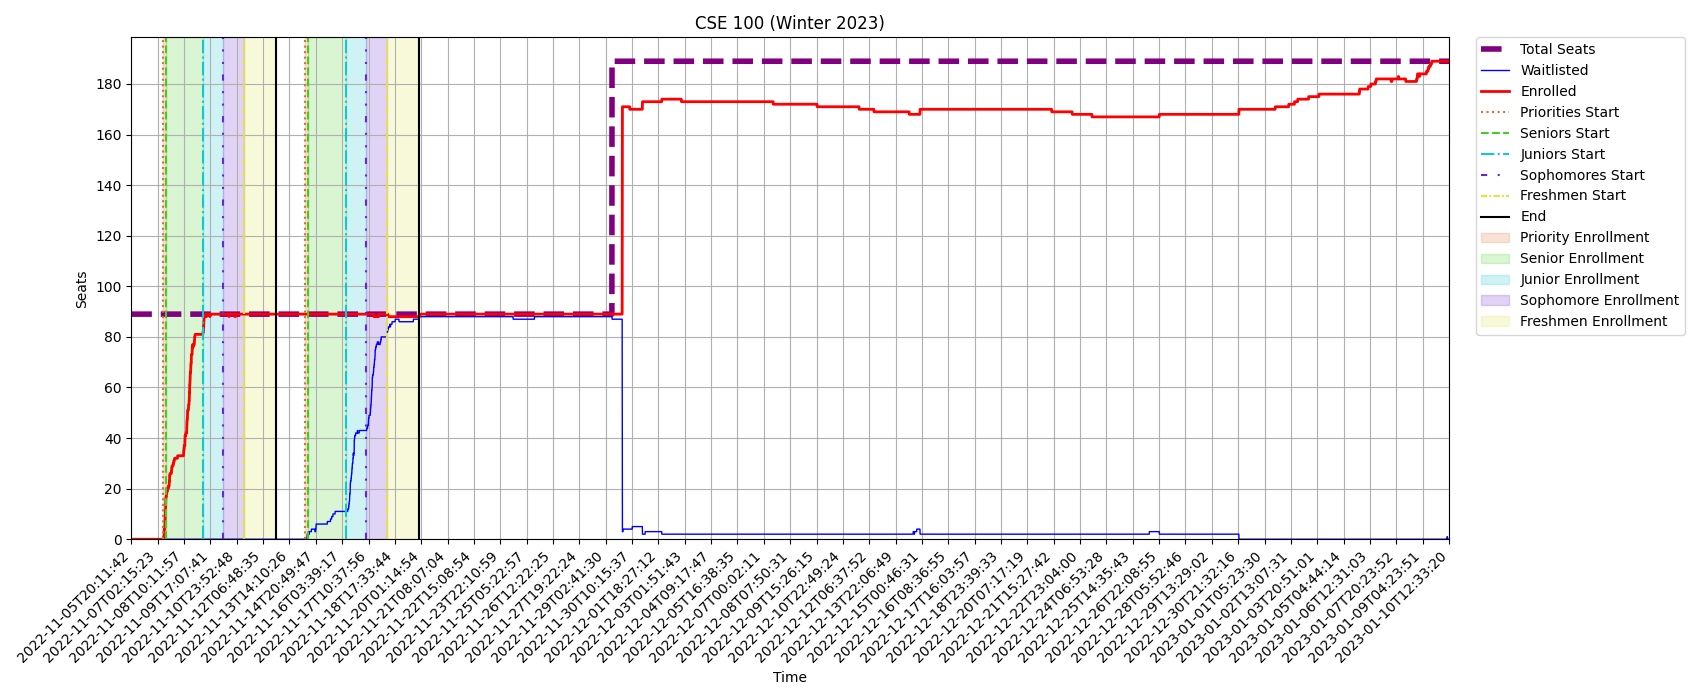 CSE 100 (Winter 2023)
Total Seats
Waitlisted
Enrolled
Priorities Start
Seniors Start
Juniors Start
Sophomores Start
Freshmen Start
End
Priority Enrollment
Senior Enrollment
Junior Enrollment
Sophomore Enrollment
Freshmen Enrollment
Seats
180
160
140
120
100
80
60
40
20
0
2022-11-05T20:11:42
2022-11-07T02:15:23
2022-11-08T10:11:57
2022-11-09T17:07:41
2022-11-10T23:52:48
2022-11-12T06:48:35
2022-11-13T14:10:26
2022-11-14T20:49:47
2022-11-16T03:39:17
2022-11-17T10:37:56
2022-11-18T17:33:44
2022-11-20T01:14:54
2022-11-21T08:07:04
2022-11-22T15:08:54
2022-11-23T22:10:59
2022-11-25T05:22:57
2022-11-26T12:22:25
2022-11-27T19:22:24
2022-11-29T02:41:30
2022-11-30T10:15:37
2022-12-01T18:27:12
2022-12-03T01:51:43
2022-12-04T09:17:47
2022-12-05T16:38:35
2022-12-07T00:02:11
2022-12-08T07:50:31
2022-12-09T15:26:15
2022-12-10T22:49:24
2022-12-12T06:37:52
2022-12-13T22:06:49
2022-12-15T00:46:31
2022-12-16T08:36:55
2022-12-17T16:03:57
2022-12-18T23:39:33
2022-12-20T07:17:19
2022-12-21T15:27:42
2022-12-22T23:04:00
2022-12-24T06:53:28
2022-12-25T14:35:43
2022-12-26T22:08:55
2022-12-28T05:52:46
2022-12-29T13:29:02
2022-12-30T21:32:16
2023-01-01T05:23:30
2023-01-02T13:07:31
2023-01-03T20:51:01
2023-01-05T04:44:14
2023-01-06T12:31:03
2023-01-07T20:23:52
2023-01-09T04:23:51
2023-01-10T12:33:20
Time